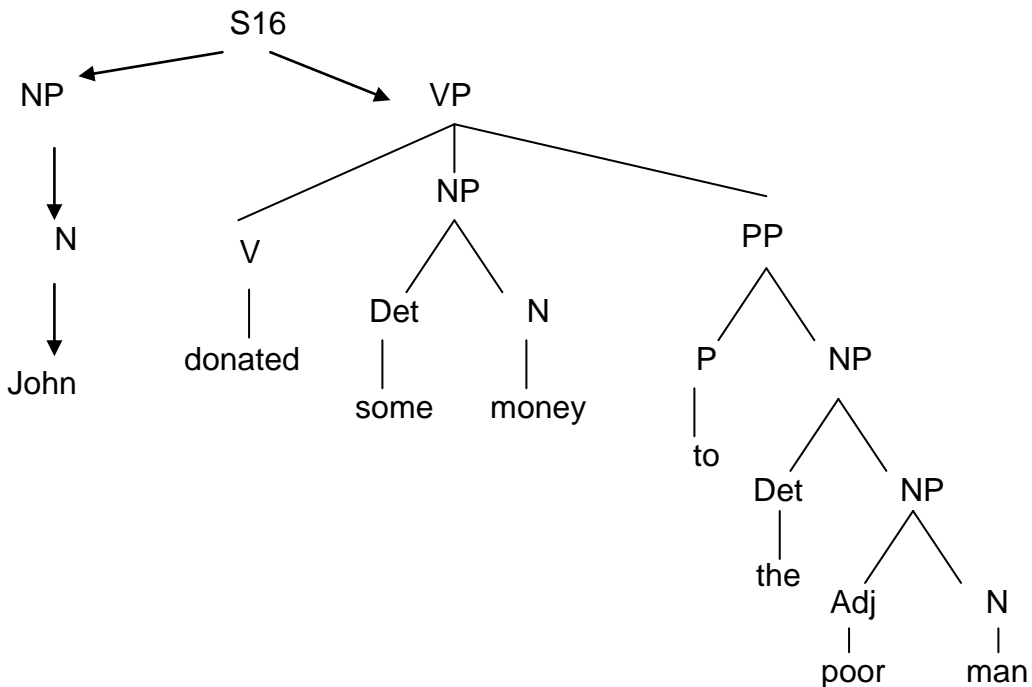 S16
NP VP
NP
N V PP
Det N
donated P NP
John some money
to
Det NP
the
Adj N
poor man